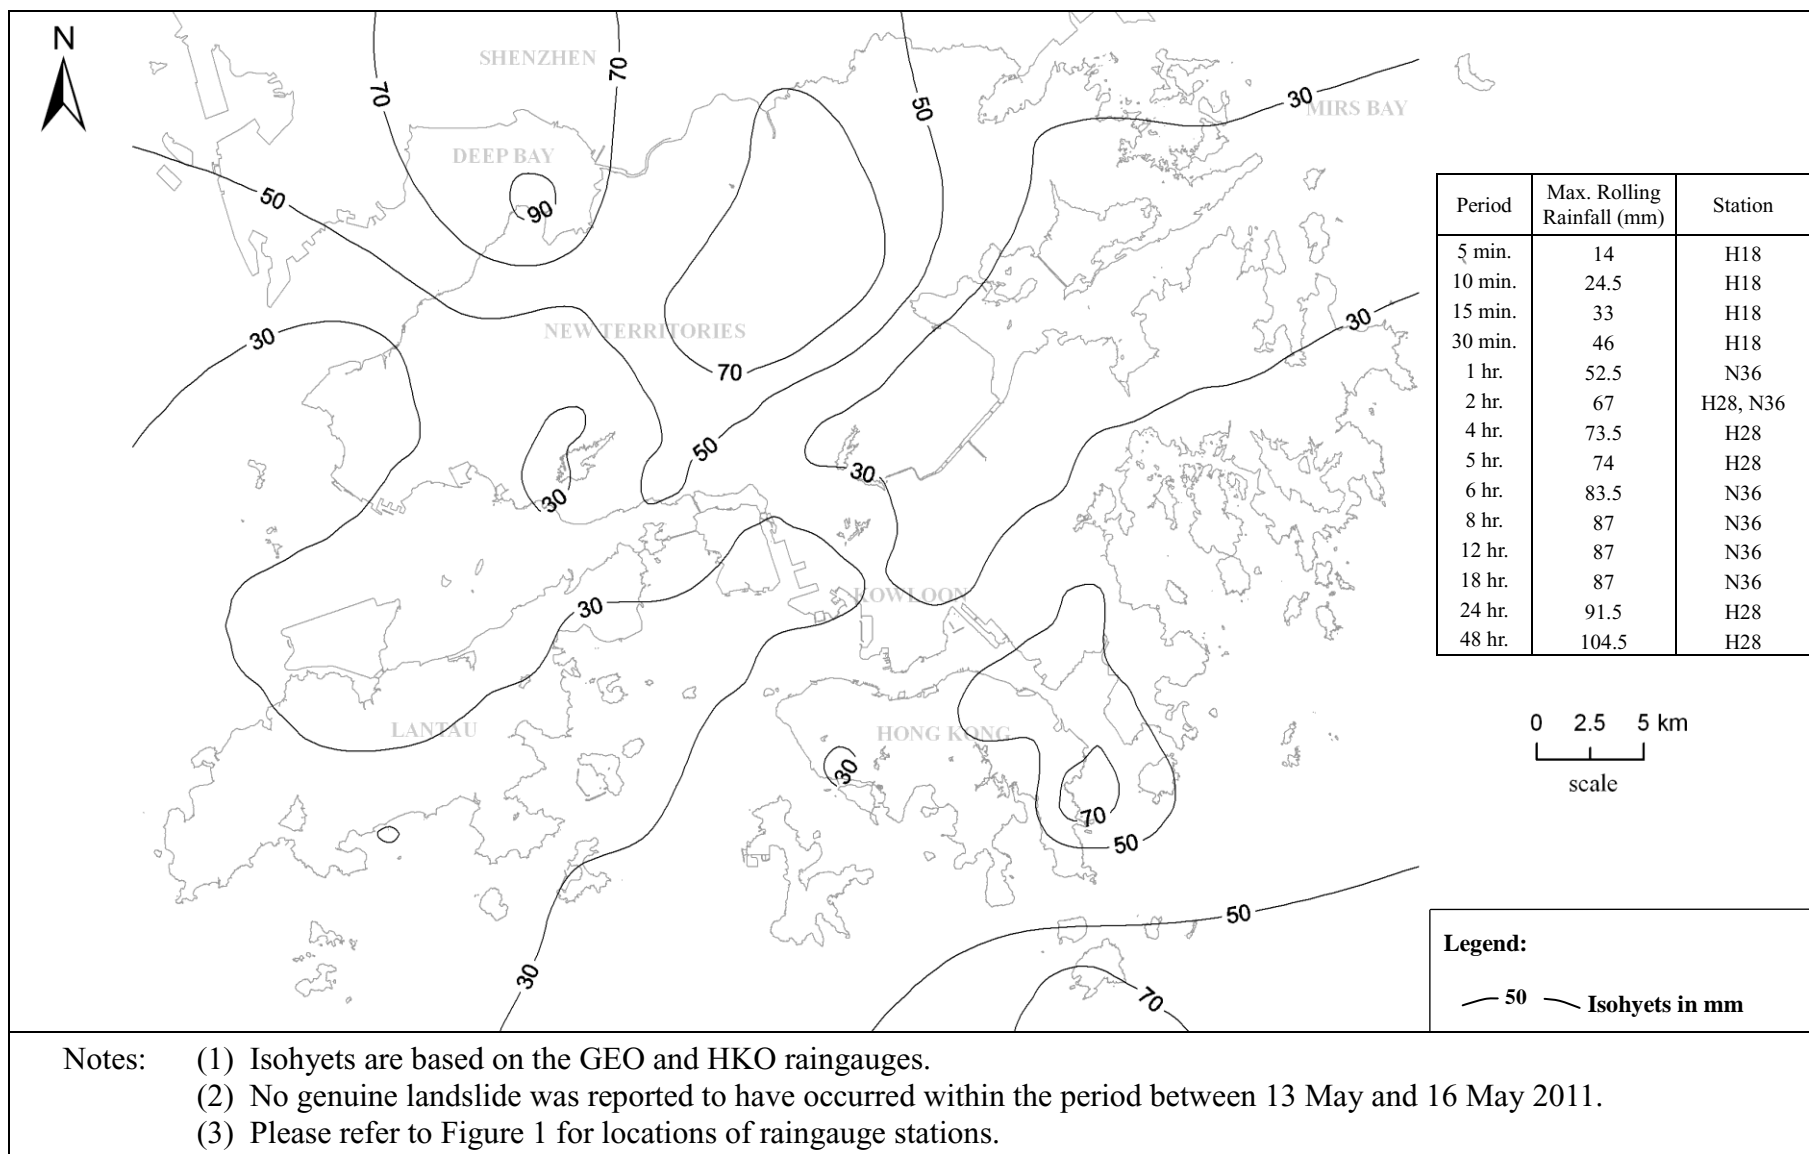 N
SHENZHEN
70
70
50
30
MIRS BAY
DEEP BAY
50
90
30
NEW TERRITORIES
30
70
50
30
30
KOWLOON
30
LANTAU
HONG KONG
30
70
50
50
30
70
Period Max. Rolling Rainfall (mm) Station
5 min. 14 H18
10 min. 24.5 H18
15 min. 33 H18
30 min. 46 H18
1 hr. 52.5 N36
2 hr. 67 H28, N36
4 hr. 73.5 H28
5 hr. 74 H28
6 hr. 83.5 N36
8 hr. 87 N36
12 hr. 87 N36
18 hr. 87 N36
24 hr. 91.5 H28
48 hr. 104.5 H28
0 2.5 5 km
scale
Legend:
50 Isohyets in mm
Notes: (1) Isohyets are based on the GEO and HKO raingauges.
(2) No genuine landslide was reported to have occurred within the period between 13 May and 16 May 2011.
(3) Please refer to Figure 1 for locations of raingauge stations.